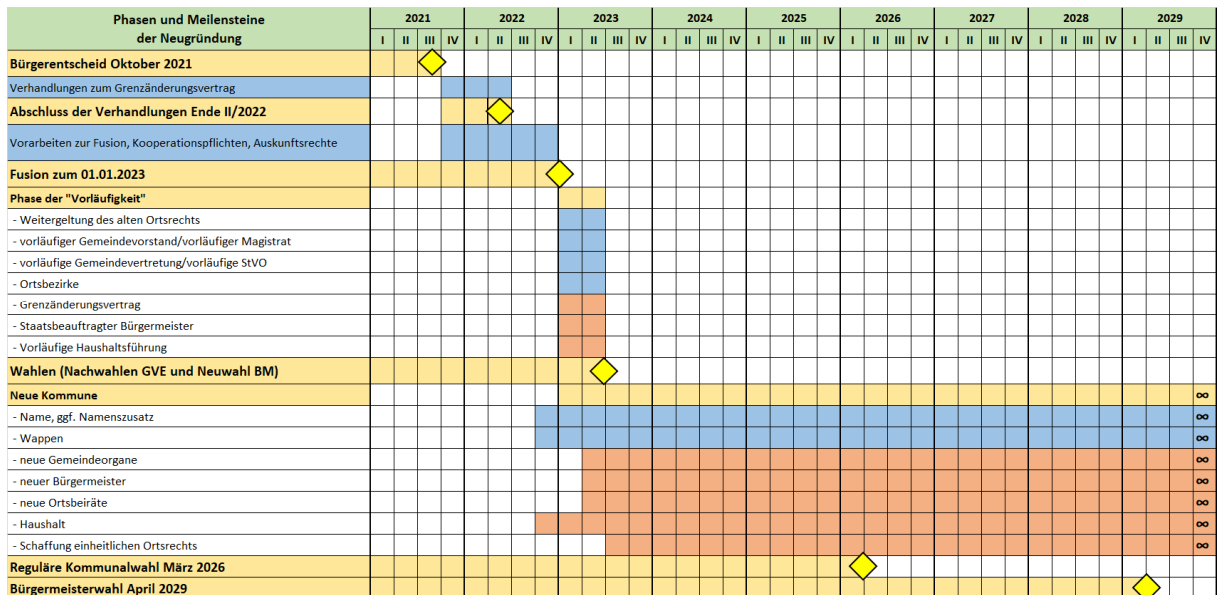 Phasen und Meilensteine
der Neugründung
2021 2022 2023 2024 2025 2026 2027 2028 2029
I II III IV I II III IV I II III IV I II III IV I II III IV I II III IV I II III IV I II III IV I II III IV
Bürgerentscheid Oktober 2021
Verhandlungen zum Grenzänderungsvertrag
Abschluss der Verhandlungen Ende II/2022
Vorarbeiten zur Fusion, Kooperationspflichten, Auskunftsrechte
Fusion zum 01.01.2023
Phase der "Vorläufigkeit"
- Weitergeltung des alten Ortsrechts
- vorläufiger Gemeindevorstand/vorläufiger Magistrat
- vorläufige Gemeindevertretung/vorläufige StVO
- Ortsbezirke
- Grenzänderungsvertrag
- Staatsbeauftragter Bürgermeister
- Vorläufige Haushaltsführung
Wahlen (Nachwahlen GVE und Neuwahl BM)
Neue Kommune ∞
- Name, ggf. Namenszusatz ∞
- Wappen ∞
- neue Gemeindeorgane ∞
- neuer Bürgermeister ∞
- neue Ortsbeiräte ∞
- Haushalt ∞
- Schaffung einheitlichen Ortsrechts ∞
Reguläre Kommunalwahl März 2026
Bürgermeisterwahl April 2029